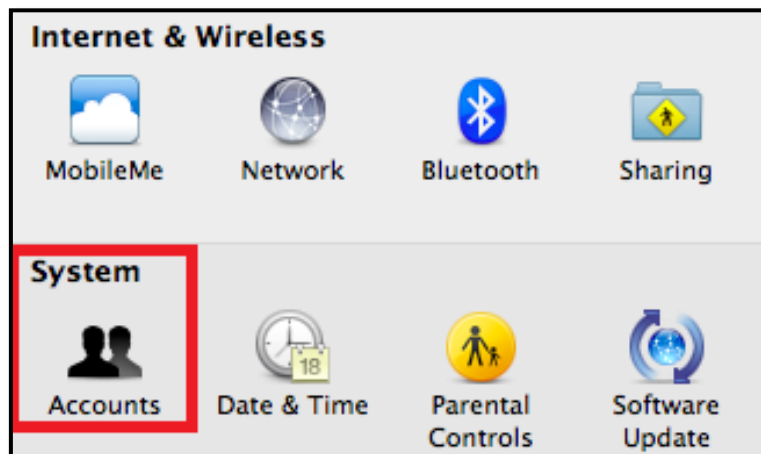 Internet & Wireless
MobileMe
Network
Bluetooth
Sharing
System
18
Accounts
Date & Time
Parental
Controls
Software
Update